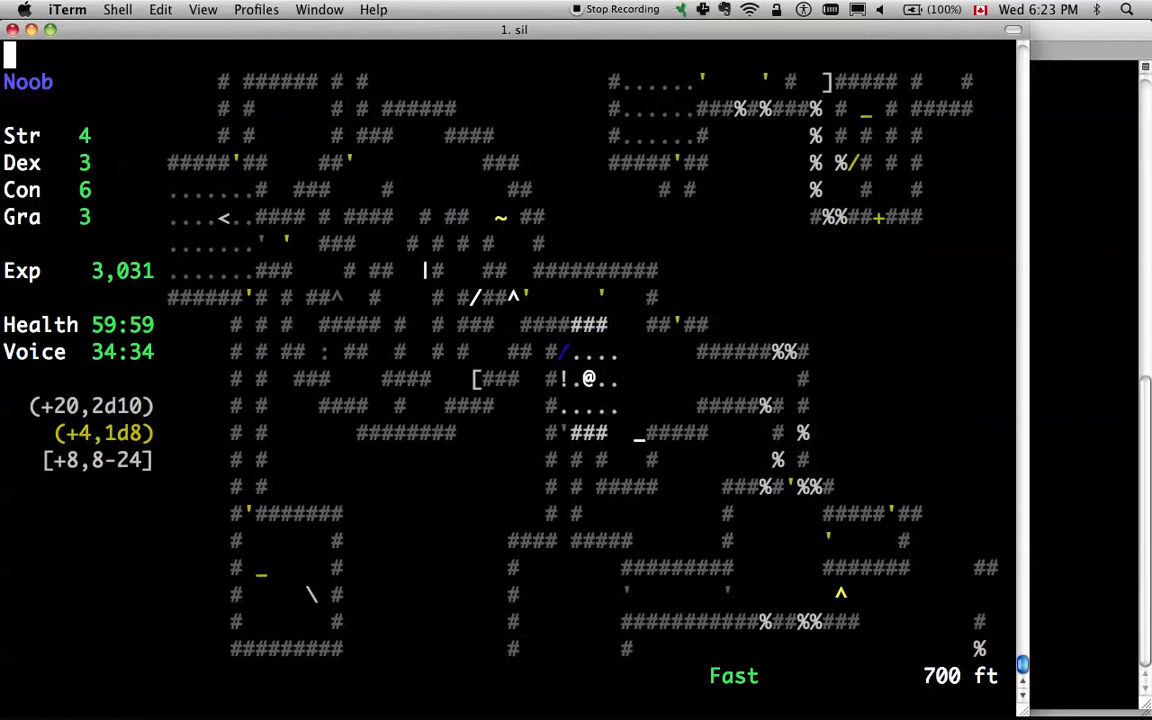 iTerm Shell Edit View Profiles Window Help Stop Recording (100%) Wed 6:23 PM
1. sil
Noob # ###### # # #......' ' # ]##### # #
# # # # ###### #......###%#%###% # _ # #####
Str 4 # # # ### #### #......# % # # # #
Dex 3 #####'## ##' ### #####'## % %/# # #
Con 6 .......# ### # ## # # % # #
Gra 3 ....<..#### # #### # ## ~ ## #%%##+###
.......' ' ### # # # # #
Exp 3,031 .......### # ## |# ## ##########
######'# # ##^ # # #/##^' ' #
Health 59:59 # # # ##### # # ### ####### ##'##
Voice 34:34 # # ## : ## # # ## #/.... ######%%#
# # ### #### [### #!.@.. #
(+20,2d10) # # #### # #### #..... #####%# #
(+4,1d8) # # ######## #'### _##### # %
[+8,8-24] # # # # # # % #
# # # # ##### ###%#'%%#
#'####### # # # #####'##
# # #### ##### # ' #
# _ # # ######### ####### ##
# \ # # ' ' ^
# # # ###########%##%%### #
######### # # %
Fast 700 ft